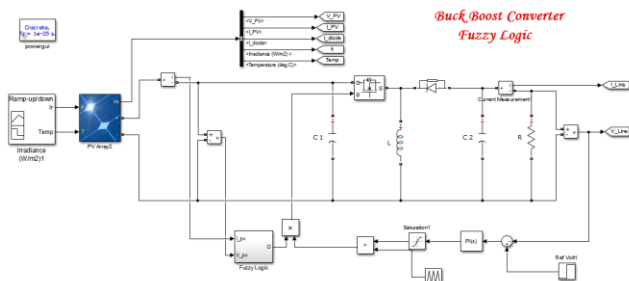 Discrete,
= 1e-05 s.
powergui
<V_PV>
<I_PV>
<I_diode>
<Irradiance (W/m2)>
<Temperature (deg C)>
V_PV
I_PV
I_diode
Ir
Temp
Buck Boost Converter
Fuzzy Logic
Ramp-up/down
Ir
Temp
Irradiance
(W/m2)1
PV Array2
D
S
g
C 1
L
C 2
R
Current Measurement1
I_Line
V_Line
I_pv
V_pv
D
Fuzzy Logic
Saturation1
PI(s)
Ref Volt1